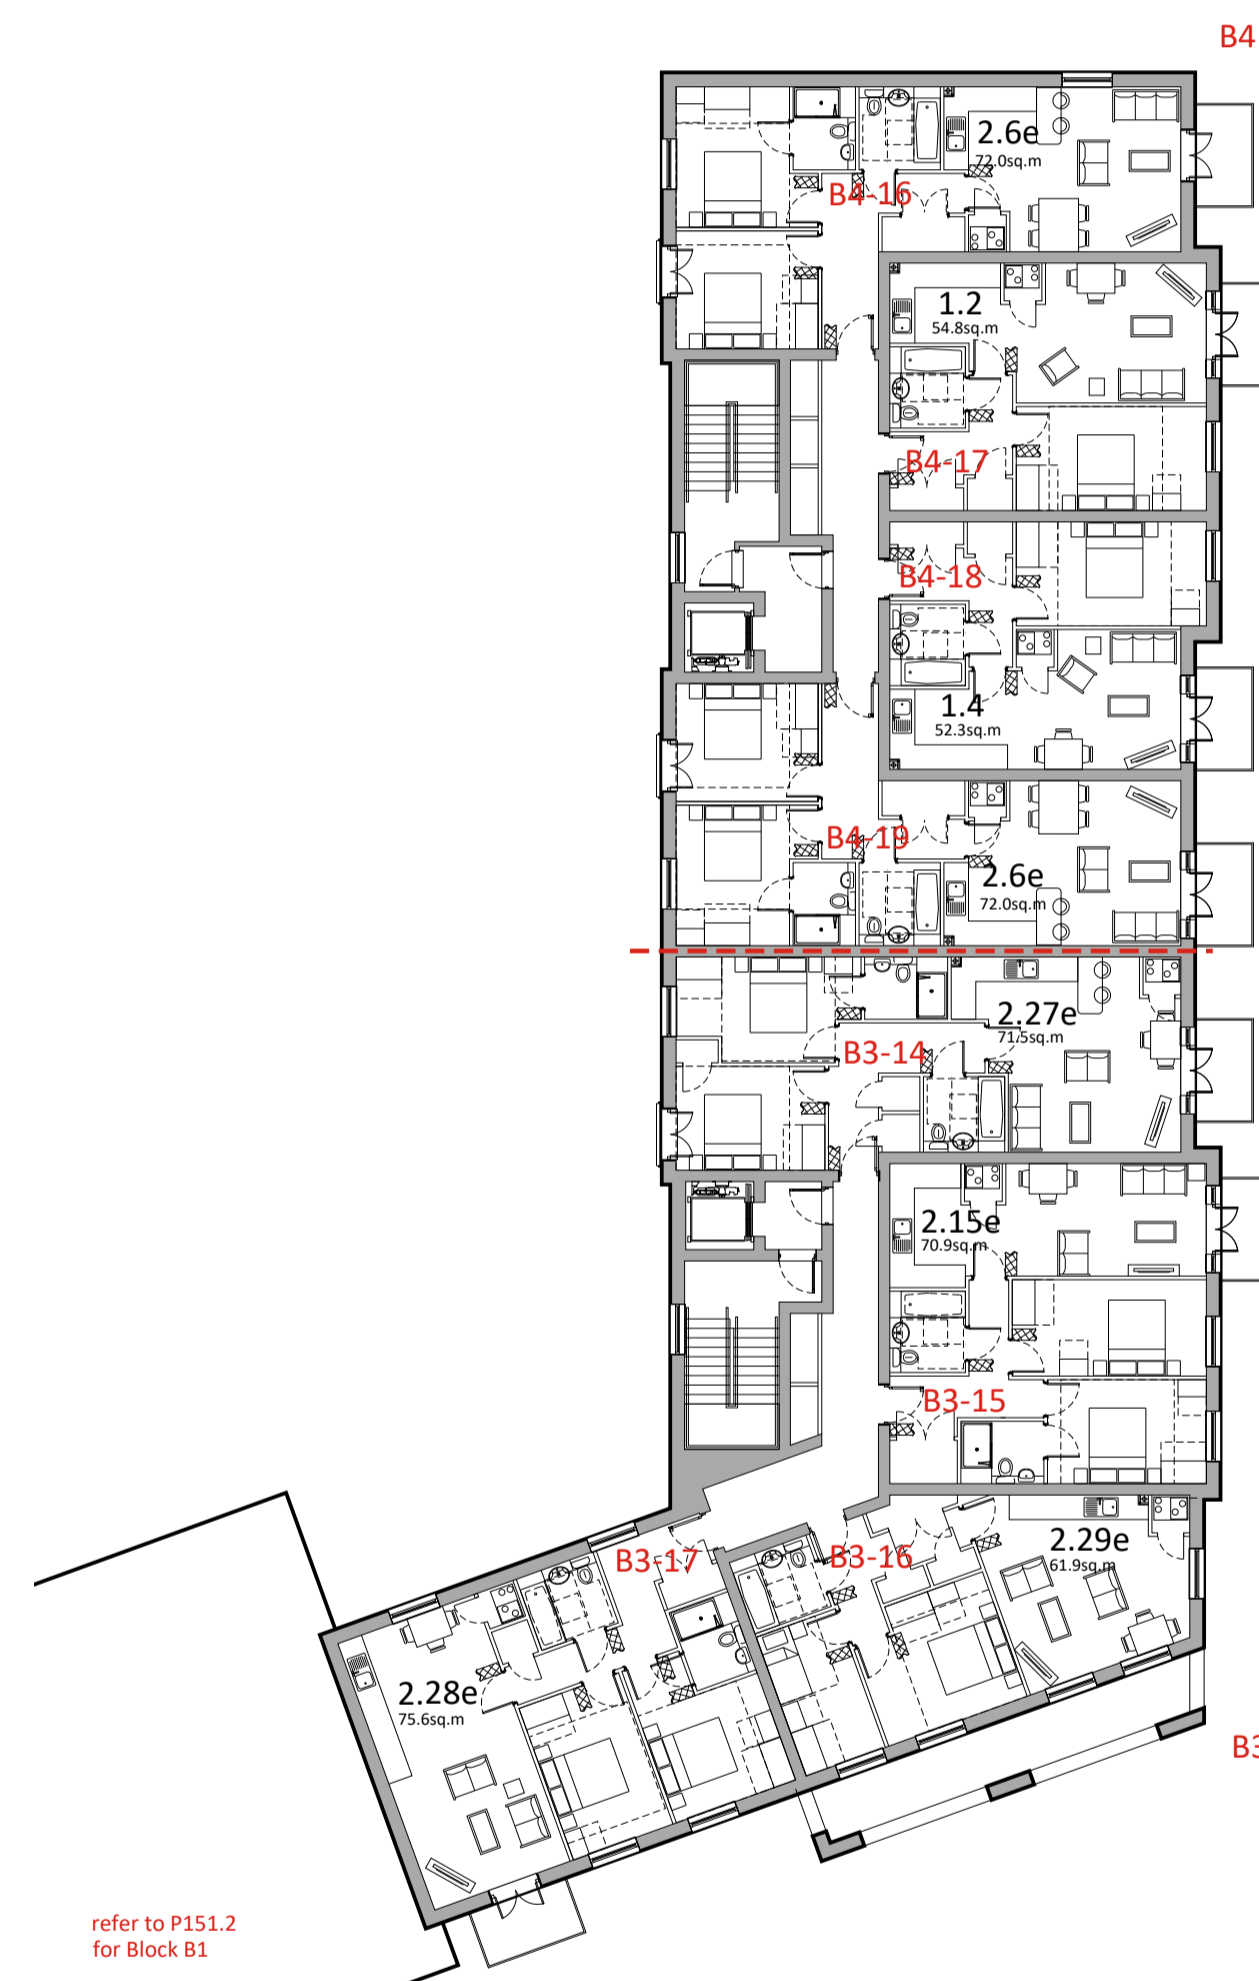 B4
2.6e
72.0sq.m
B4-16
1.2
54.8sq.m
B4-17
B4-18
1.4
52.3sq.m
B4-19
2.6e
72.0sq.m
2.27e
71.5sq.m
B3-14
2.15e
70.9sq.m
B3-15
2.29e
61.9sq.m
B3-16
B3-17
2.28e
75.6sq.m
B3
refer to P151.2
for Block B1